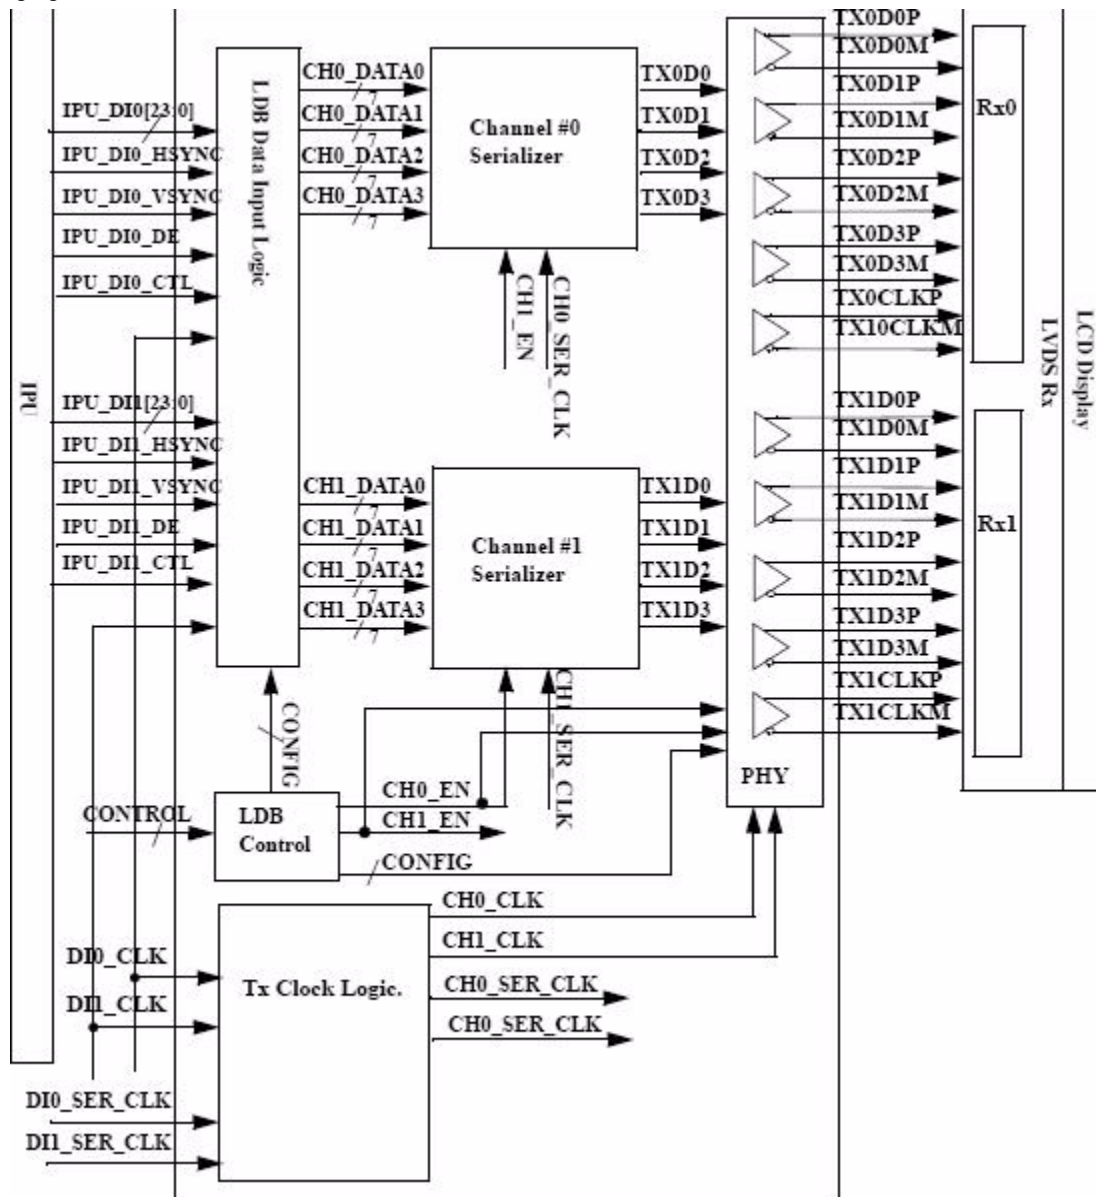 IPU
IPU_DI0[23:0]
IPU_DI0_HSYNC
IPU_DI0_VSYNC
IPU_DI0_DE
IPU_DI0_CTL
IPU_DI1[23:0]
IPU_DI1_HSYNC
IPU_DI1_VSYNC
IPU_DI1_DE
IPU_DI1_CTL
LDB Data Input Logic
CH0_DATA0
7
CH0_DATA1
7
CH0_DATA2
7
CH0_DATA3
7
Channel #0
Serializer
CH1_EN
CH0_SER_CLK
TX0D0
TX0D1
TX0D2
TX0D3
CH1_DATA0
7
CH1_DATA1
7
CH1_DATA2
7
CH1_DATA3
7
Channel #1
Serializer
CH1_SER_CLK
TX1D0
TX1D1
TX1D2
TX1D3
PHY
TX0D0P
TX0D0M
TX0D1P
TX0D1M
TX0D2P
TX0D2M
TX0D3P
TX0D3M
TX0CLKP
TX10CLKM
TX1D0P
TX1D0M
TX1D1P
TX1D1M
TX1D2P
TX1D2M
TX1D3P
TX1D3M
TX1CLKP
TX1CLKM
Rx0
Rx1
LVDS Rx
LCD Display
CONFIG
CONTROL
LDB
Control
CH0_EN
CH1_EN
CONFIG
DI0_CLK
DI1_CLK
DI0_SER_CLK
DI1_SER_CLK
Tx Clock Logic.
CH0_CLK
CH1_CLK
CH0_SER_CLK
CH0_SER_CLK